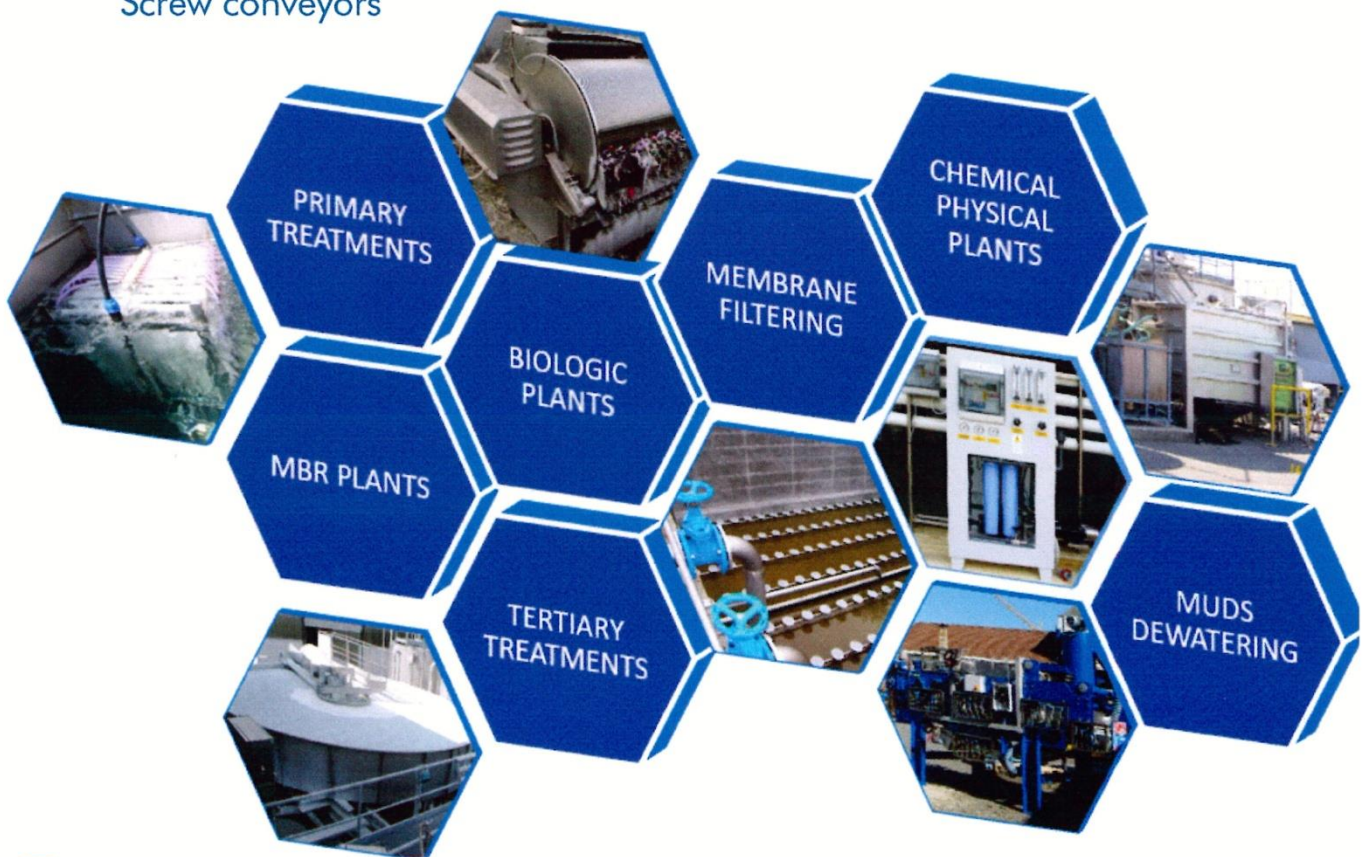 Screw conveyors
PRIMARY
TREATMENTS
CHEMICAL
PHYSICAL
PLANTS
MEMBRANE
FILTERING
BIOLOGIC
PLANTS
MBR PLANTS
TERTIARY
TREATMENTS
MUDS
DEWATERING